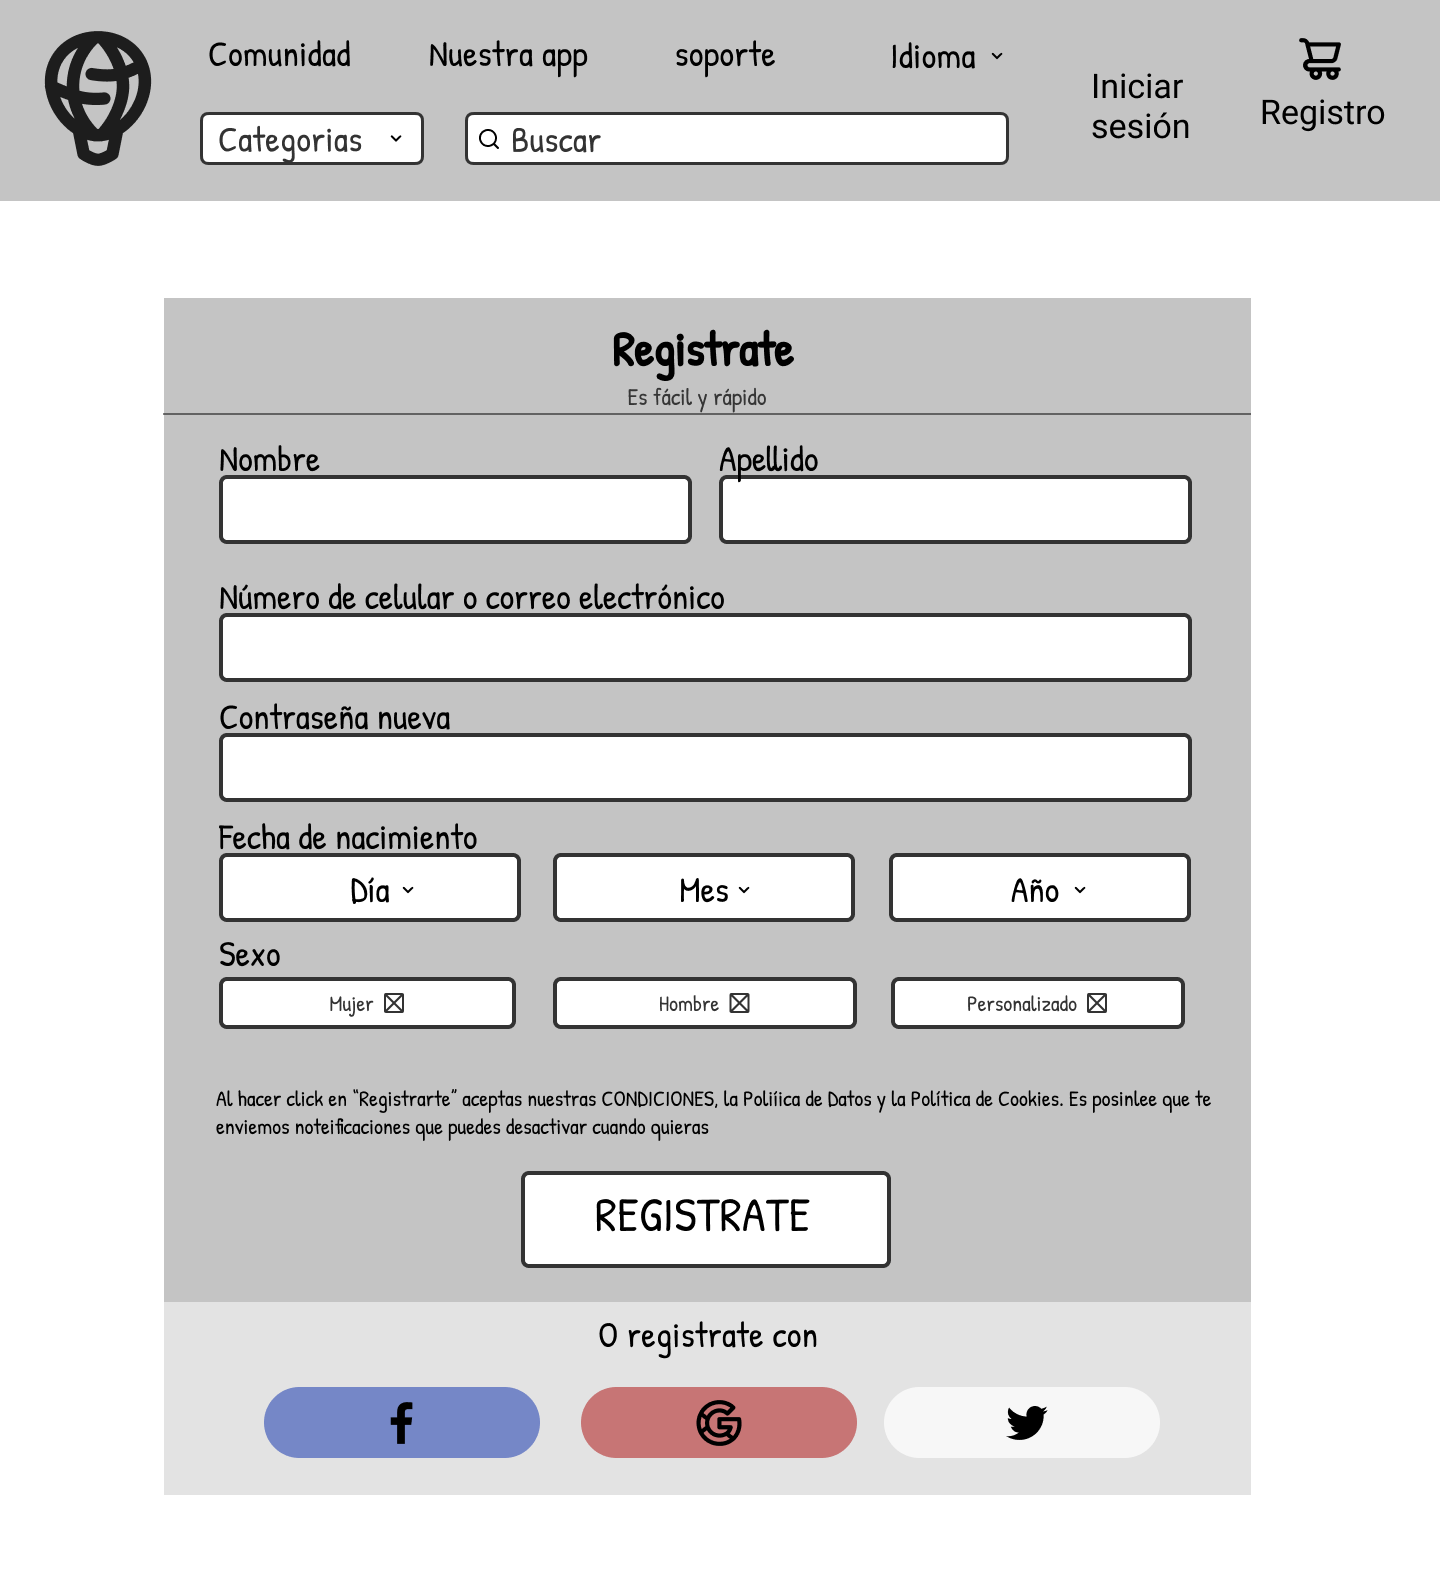 Comunidad
Nuestra app
soporte
Idioma
Iniciar
sesión
Registro
Categorias
Buscar
Registrate
Es fácil y rápido
Nombre
Apellido
Número de celular o correo electrónico
Contraseña nueva
Fecha de nacimiento
Día
Mes
Año
Sexo
Mujer
Hombre
Personalizado
Al hacer click en “Registrarte” aceptas nuestras CONDICIONES, la Poliíica de Datos y la Política de Cookies. Es posinlee que te
enviemos noteificaciones que puedes desactivar cuando quieras
REGISTRATE
O registrate con